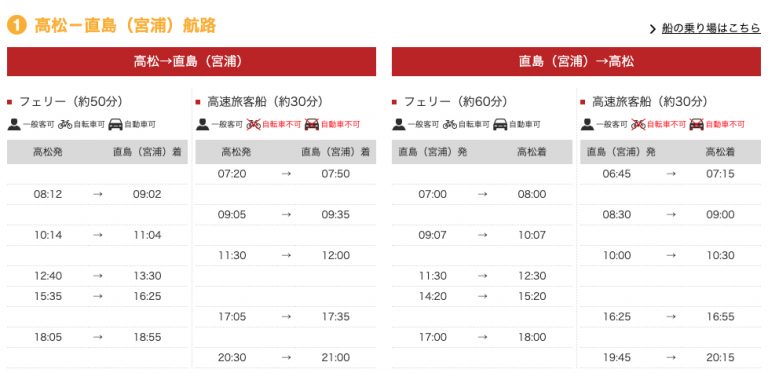 1 高松ー直島（宮浦）航路
船の乗り場はこちら
高松→直島（宮浦）
フェリー（約50分）
一般客可 自転車可 自動車可
高松発 直島（宮浦）着
08:12 → 09:02
10:14 → 11:04
12:40 → 13:30
15:35 → 16:25
18:05 → 18:55
高速旅客船（約30分）
一般客可 自転車不可 自動車不可
高松発 直島（宮浦）着
07:20 → 07:50
09:05 → 09:35
11:30 → 12:00
17:05 → 17:35
20:30 → 21:00
直島（宮浦）→高松
フェリー（約60分）
一般客可 自転車可 自動車可
直島（宮浦）発 高松着
07:00 → 08:00
09:07 → 10:07
11:30 → 12:30
14:20 → 15:20
17:00 → 18:00
高速旅客船（約30分）
一般客可 自転車不可 自動車不可
直島（宮浦）発 高松着
06:45 → 07:15
08:30 → 09:00
10:00 → 10:30
16:25 → 16:55
19:45 → 20:15